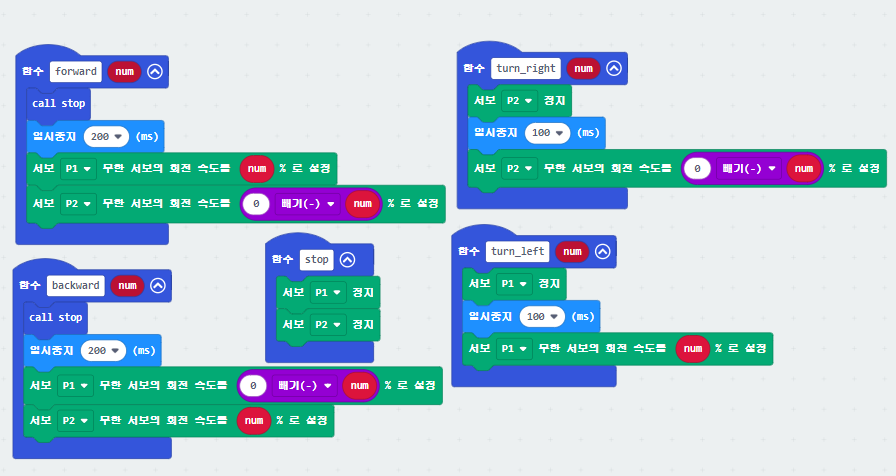 함수 forward num
call stop
일시중지 200 (ms)
서보 P1 무한 서보의 회전 속도를 num % 로 설정
서보 P2 무한 서보의 회전 속도를 0 빼기(-) num % 로 설정
함수 turn_right num
서보 P2 정지
일시중지 100 (ms)
서보 P2 무한 서보의 회전 속도를 0 빼기(-) num % 로 설정
함수 backward num
call stop
일시중지 200 (ms)
서보 P1 무한 서보의 회전 속도를 0 빼기(-) num % 로 설정
서보 P2 무한 서보의 회전 속도를 num % 로 설정
함수 stop
서보 P1 정지
서보 P2 정지
함수 turn_left num
서보 P1 정지
일시중지 100 (ms)
서보 P1 무한 서보의 회전 속도를 num % 로 설정